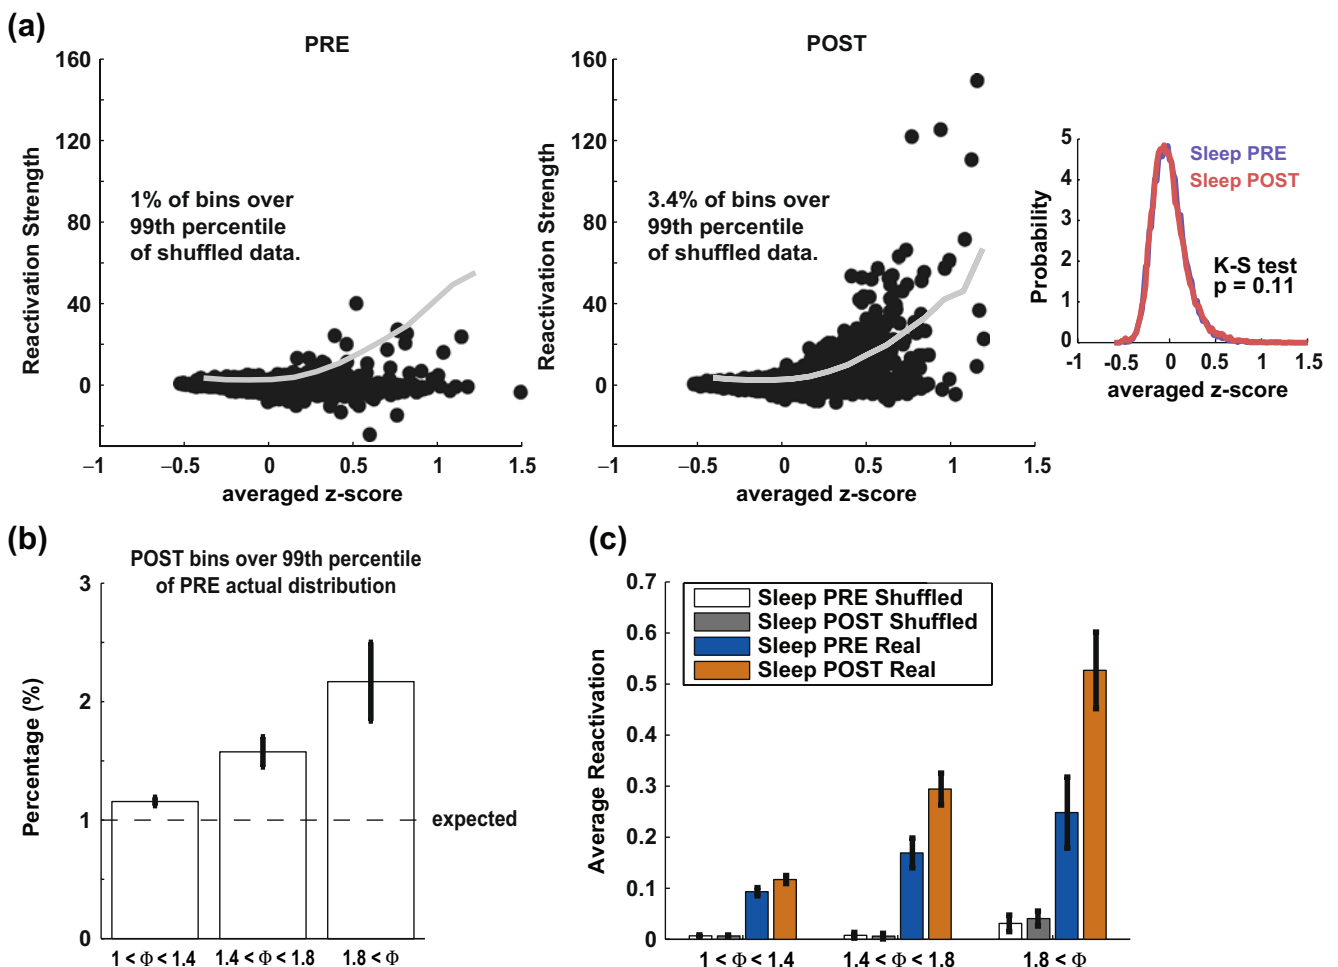 (a)
PRE
160
120
80
40
0
Reactivation Strength
1% of bins over
99th percentile
of shuffled data.
−1 −0.5 0 0.5 1 1.5
averaged z-score
POST
160
120
80
40
0
Reactivation Strength
3.4% of bins over
99th percentile
of shuffled data.
−1 −0.5 0 0.5 1 1.5
averaged z-score
5
4
3
2
1
0
Probability
Sleep PRE
Sleep POST
K-S test
p = 0.11
-1 -0.5 0 0.5 1 1.5
averaged z-score
(b)
POST bins over 99th percentile
of PRE actual distribution
3
2
1
0
Percentage (%)
expected
1 < Φ < 1.4 1.4 < Φ < 1.8 1.8 < Φ
(c)
0.7
0.6
0.5
0.4
0.3
0.2
0.1
0
Average Reactivation
Sleep PRE Shuffled
Sleep POST Shuffled
Sleep PRE Real
Sleep POST Real
1 < Φ < 1.4 1.4 < Φ < 1.8 1.8 < Φ